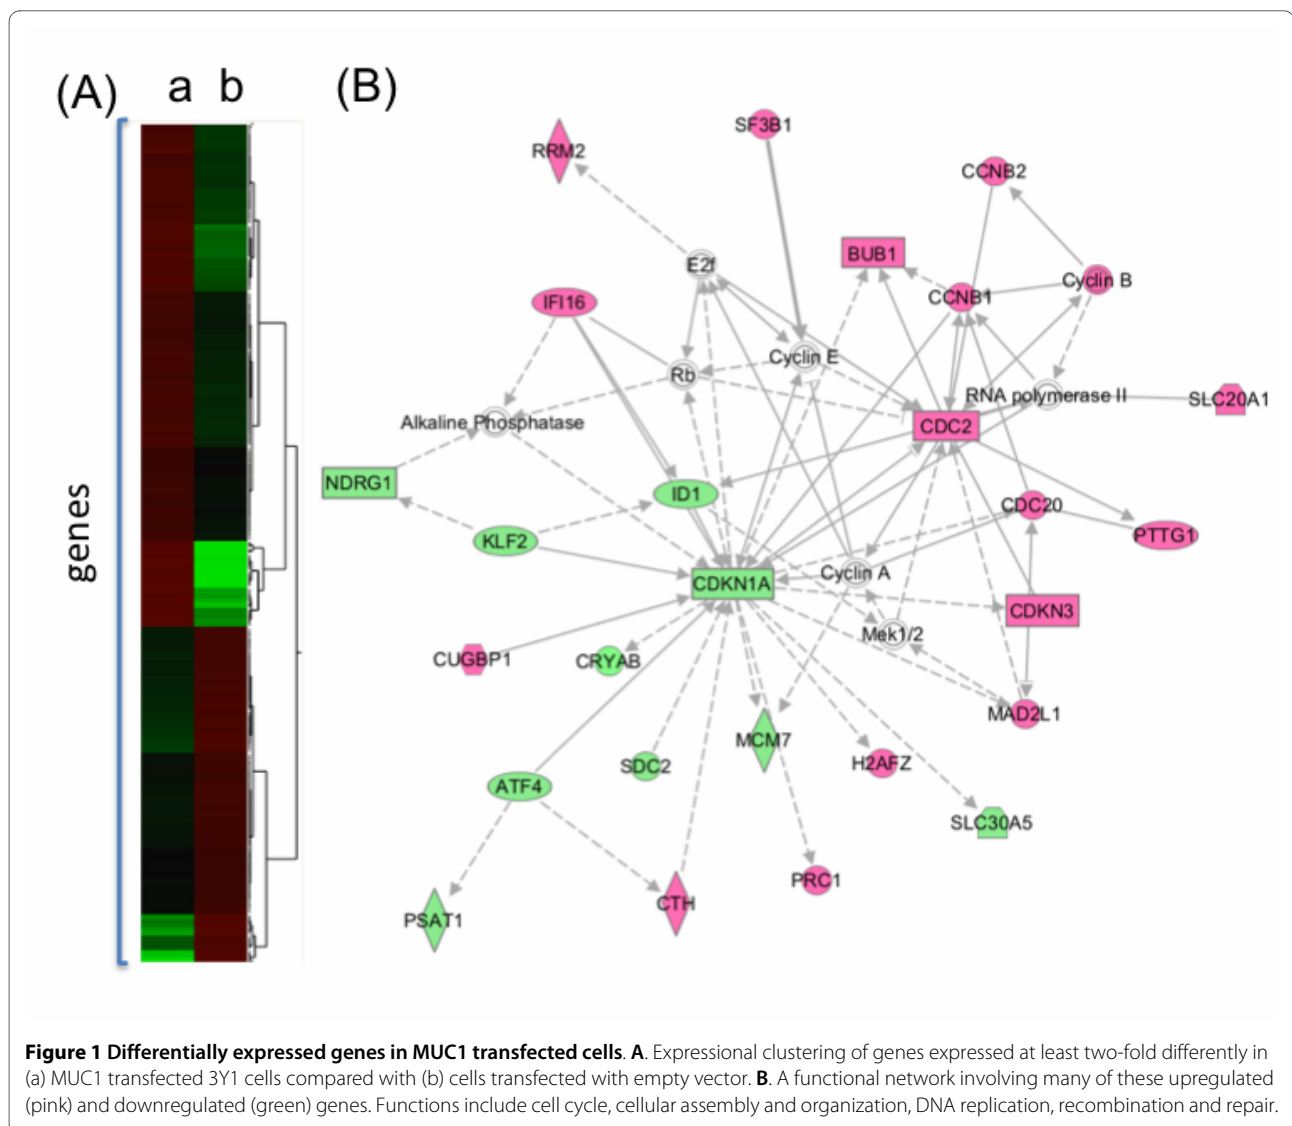 (A) a b (B)
genes
SF3B1
RRM2
CCNB2
BUB1
E2f
Cyclin B
CCNB1
IFI16
Cyclin E
Rb
RNA polymerase II
SLC20A1
Alkaline Phosphatase
CDC2
NDRG1
ID1
CDC20
PTTG1
KLF2
Cyclin A
CDKN1A
CDKN3
Mek1/2
CUGBP1
CRYAB
MAD2L1
MCM7
SDC2
H2AFZ
ATF4
SLC30A5
PRC1
CTH
PSAT1
Figure 1 Differentially expressed genes in MUC1 transfected cells. A. Expressional clustering of genes expressed at least two-fold differently in
(a) MUC1 transfected 3Y1 cells compared with (b) cells transfected with empty vector. B. A functional network involving many of these upregulated
(pink) and downregulated (green) genes. Functions include cell cycle, cellular assembly and organization, DNA replication, recombination and repair.